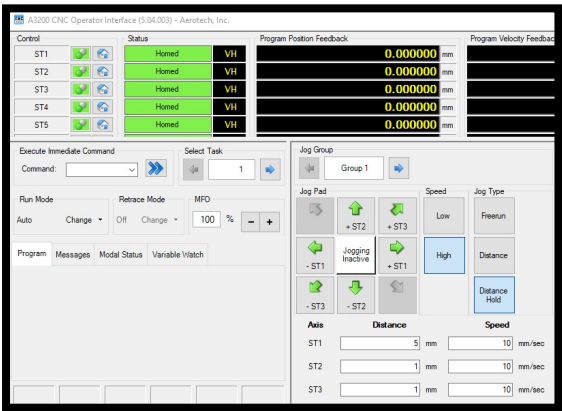 A3200 CNC Operator Interface (5.04.003) - Aerotech, Inc.
Control Status Program Position Feedback Program Velocity Feedbac
ST1 Homed VH 0.000000 mm
ST2 Homed VH 0.000000 mm
ST3 Homed VH 0.000000 mm
ST4 Homed VH 0.000000 mm
ST5 Homed VH 0.000000 mm
Execute Immediate Command Select Task
Command: 1
Run Mode Retrace Mode MFO
Auto Change Off Change 100 % - +
Program Messages Modal Status Variable Watch
Jog Group
Group 1
Jog Pad Speed Jog Type
+ ST2 + ST3 Low Freerun
- ST1 Jogging Inactive + ST1 High Distance
- ST3 - ST2 Distance Hold
Axis Distance Speed
ST1 5 mm 10 mm/sec
ST2 1 mm 10 mm/sec
ST3 1 mm 10 mm/sec